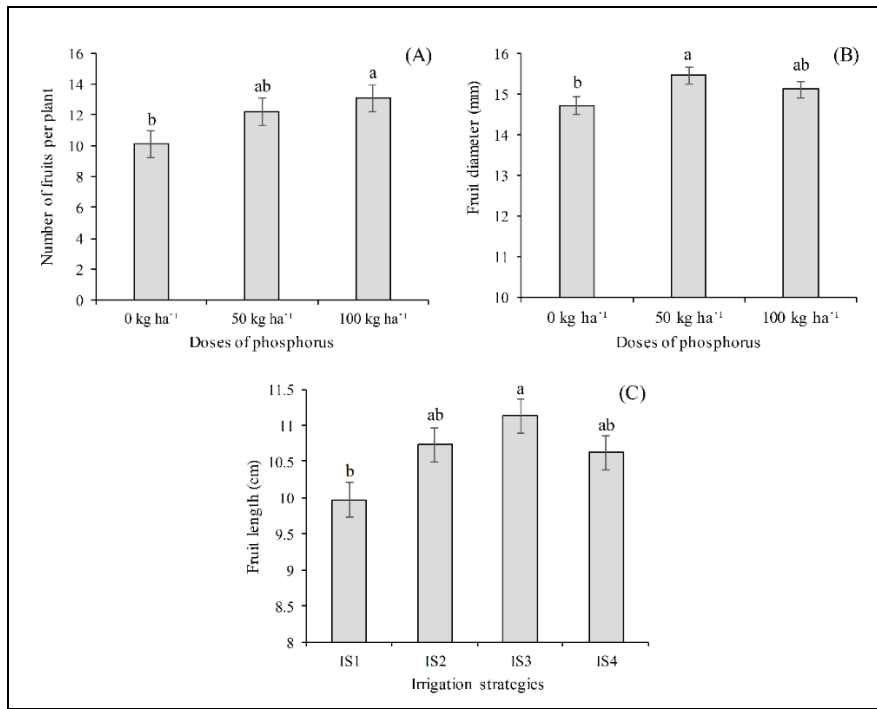 (A)
Number of fruits per plant
16
14
12
10
8
6
4
2
0
b
ab
a
0 kg ha⁻¹
50 kg ha⁻¹
100 kg ha⁻¹
Doses of phosphorus
(B)
Fruit diameter (mm)
16
15
14
13
12
11
10
b
a
ab
0 kg ha⁻¹
50 kg ha⁻¹
100 kg ha⁻¹
Doses of phosphorus
(C)
Fruit length (cm)
11.5
11
10.5
10
9.5
9
8.5
8
b
ab
a
ab
IS1
IS2
IS3
IS4
Irrigation strategies